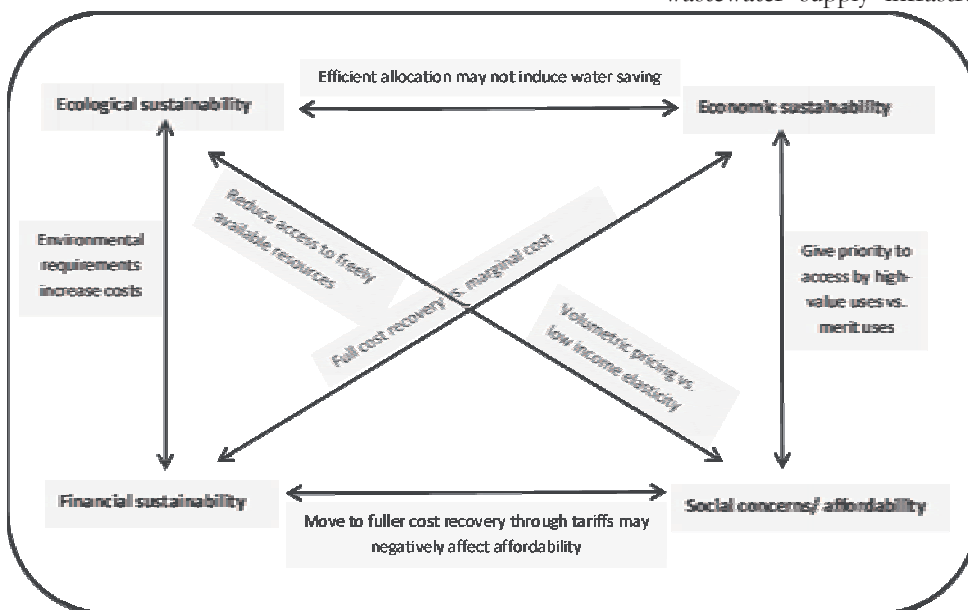 Efficient allocation may not induce water saving
Ecological sustainability
Economic sustainability
Reduce access to freely
available resources
Environmental
requirements
increase costs
Full cost recovery vs. marginal cost
Give priority to
access by high-
value uses vs.
merit uses
Volumetric pricing vs.
low income elasticity
Financial sustainability
Social concerns/ affordability
Move to fuller cost recovery through tariffs may
negatively affect affordability